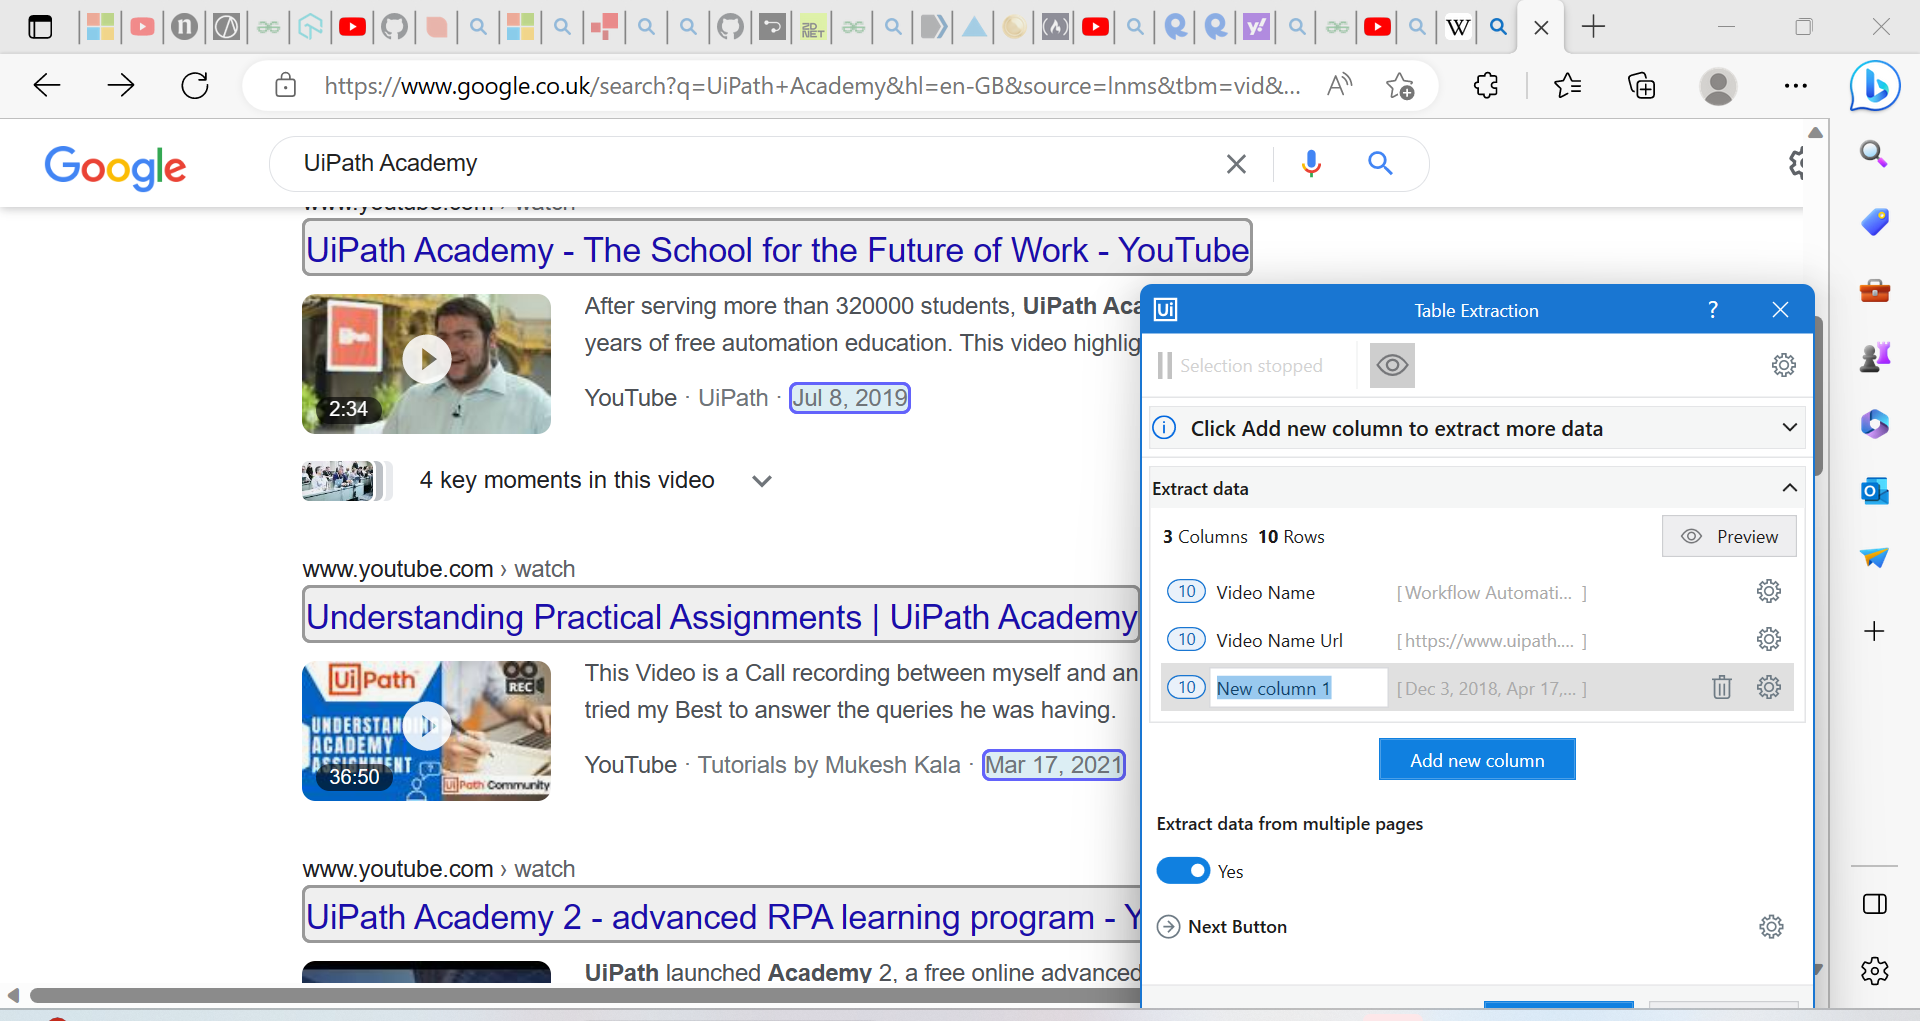 https://www.google.co.uk/search?q=UiPath+Academy&hl=en-GB&source=lnms&tbm=vid&...
Google
UiPath Academy
www.youtube.com › watch
UiPath Academy - The School for the Future of Work - YouTube
After serving more than 320000 students, UiPath Aca
years of free automation education. This video highlig
2:34
YouTube · UiPath · Jul 8, 2019
4 key moments in this video
www.youtube.com › watch
Understanding Practical Assignments | UiPath Academy
This Video is a Call recording between myself and an
tried my Best to answer the queries he was having.
UiPath
REC
UNDERSTANDING
ACADEMY
ASSIGNMENT
36:50
UiPath Community
YouTube · Tutorials by Mukesh Kala · Mar 17, 2021
www.youtube.com › watch
UiPath Academy 2 - advanced RPA learning program - Y
UiPath launched Academy 2, a free online advanced
Ui
Table Extraction
?
Selection stopped
Click Add new column to extract more data
Extract data
3 Columns 10 Rows
Preview
10 Video Name [ Workflow Automati... ]
10 Video Name Url [ https://www.uipath.... ]
10 New column 1 [ Dec 3, 2018, Apr 17,... ]
Add new column
Extract data from multiple pages
Yes
Next Button